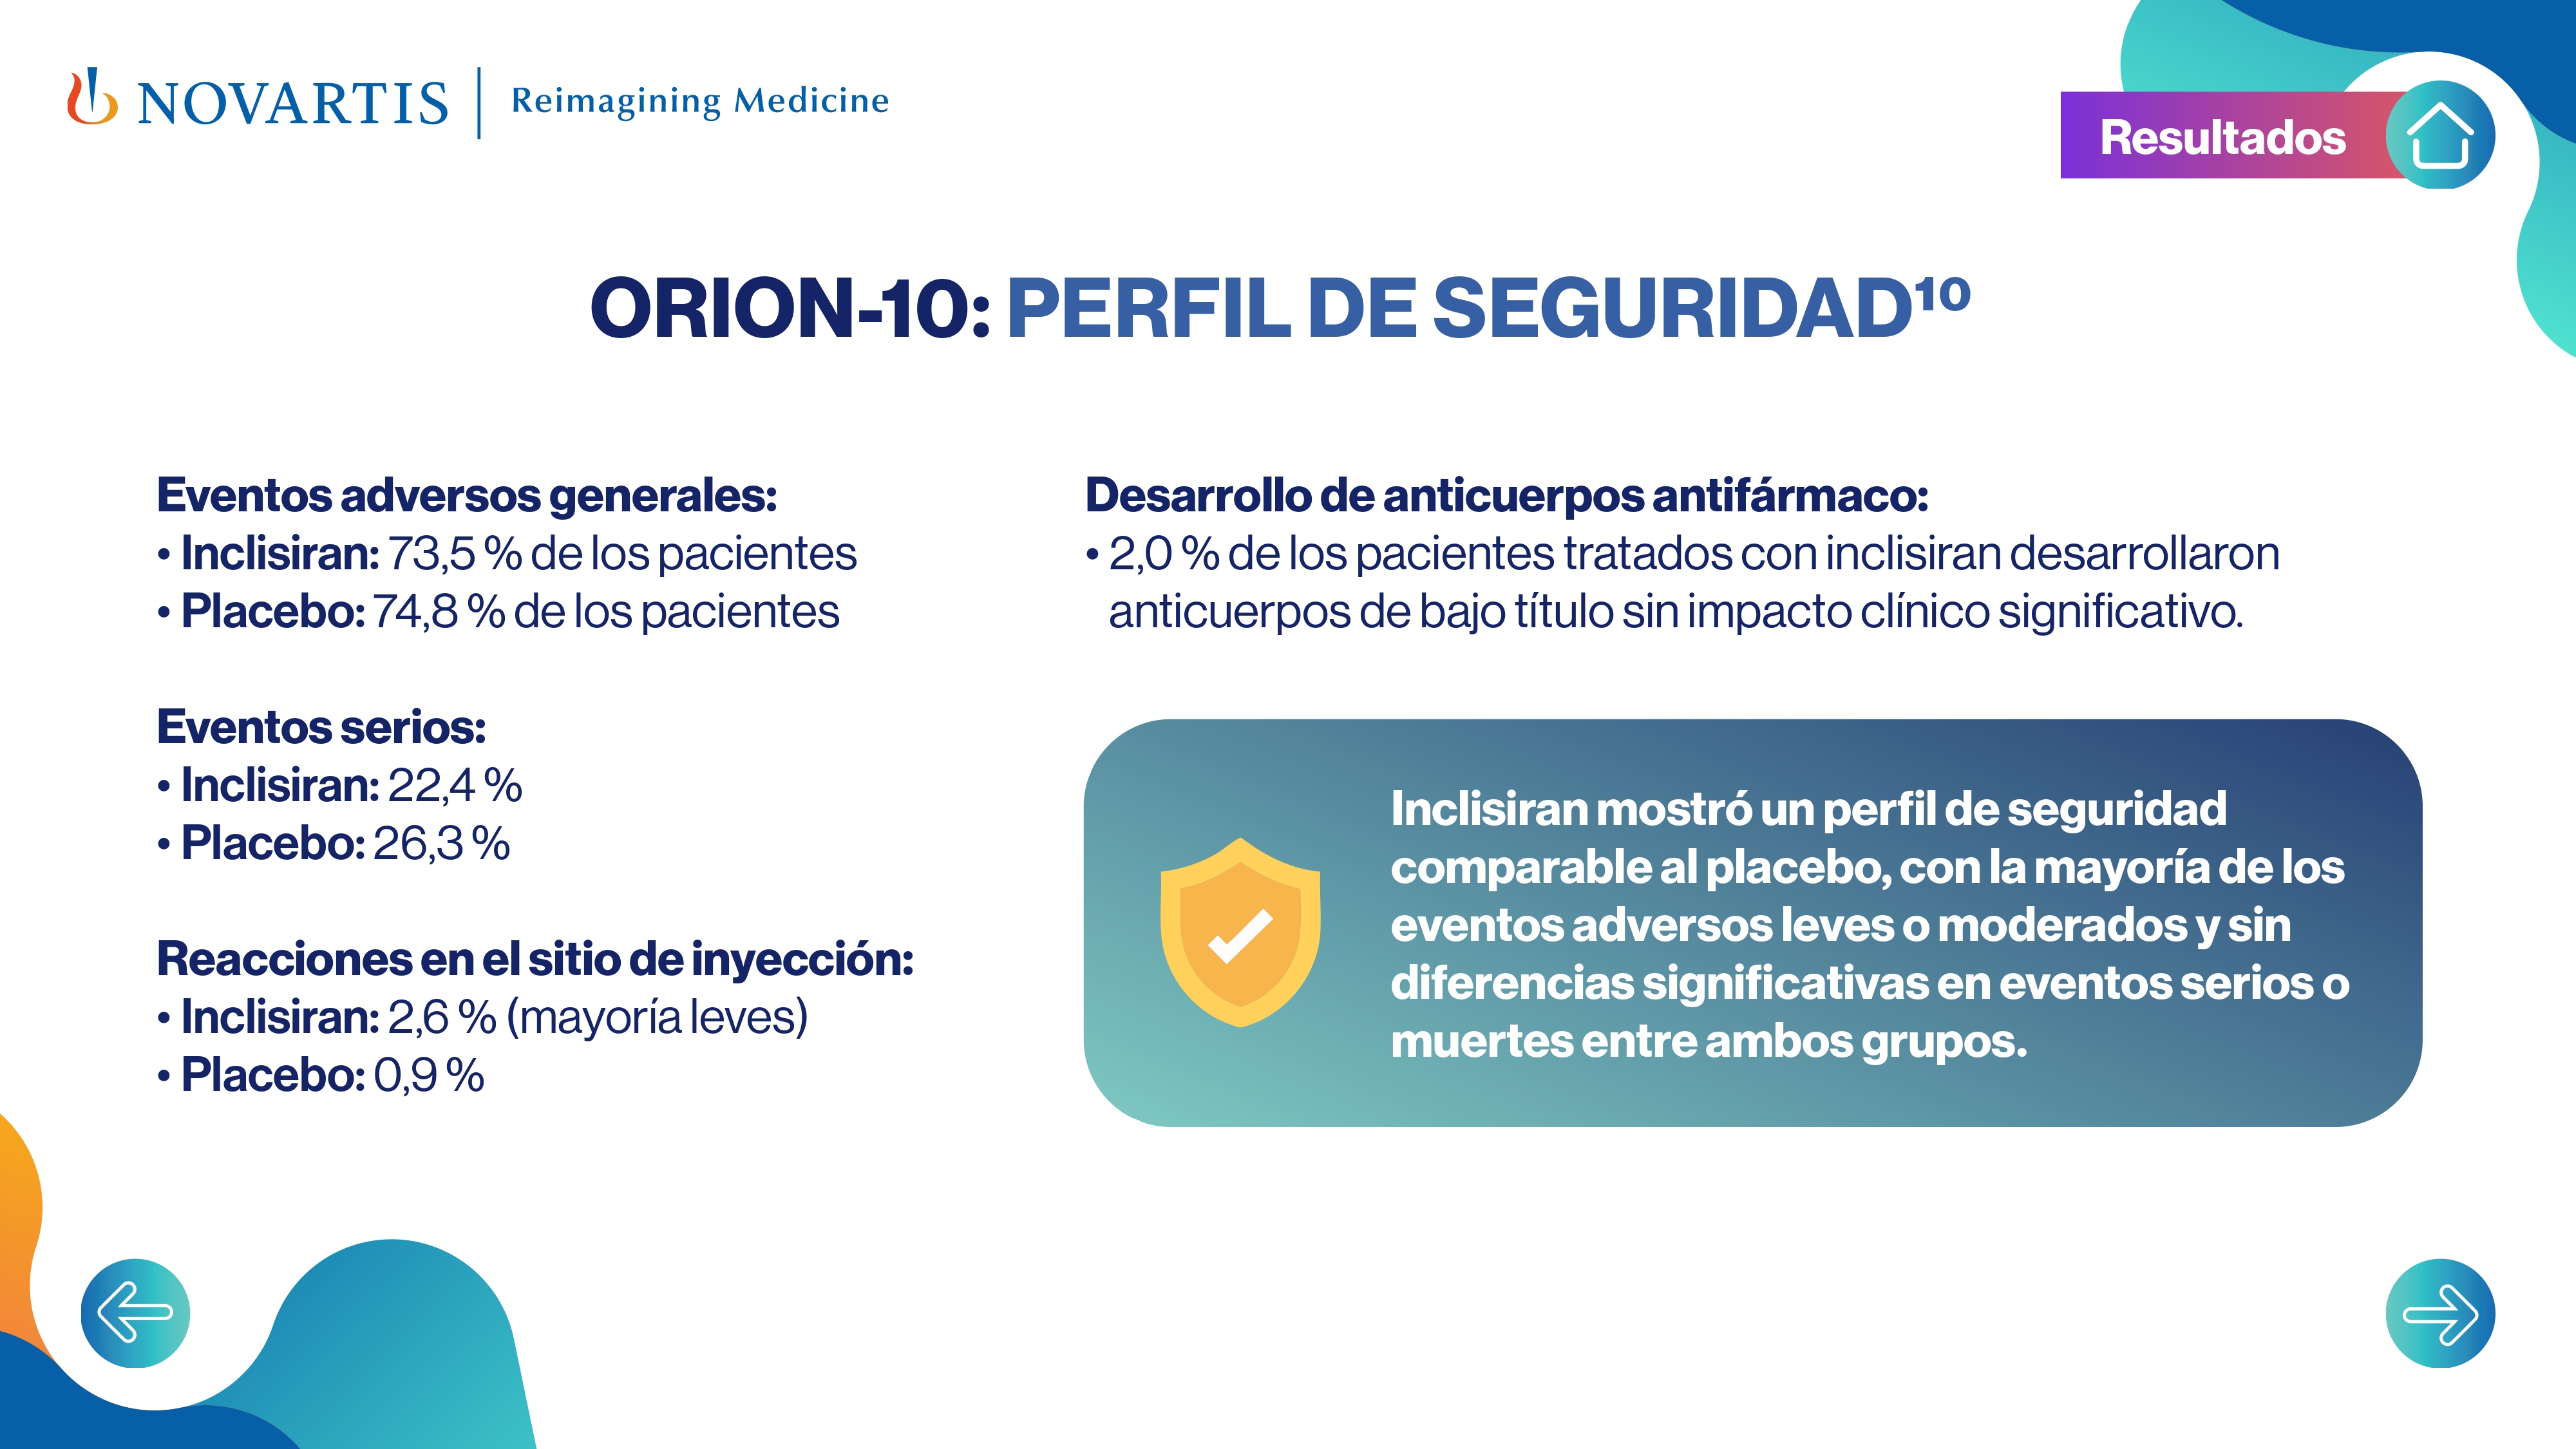 NOVARTIS | Reimagining Medicine
Resultados
ORION-10: PERFIL DE SEGURIDAD¹⁰
Eventos adversos generales:
• Inclisiran: 73,5 % de los pacientes
• Placebo: 74,8 % de los pacientes
Eventos serios:
• Inclisiran: 22,4 %
• Placebo: 26,3 %
Reacciones en el sitio de inyección:
• Inclisiran: 2,6 % (mayoría leves)
• Placebo: 0,9 %
Desarrollo de anticuerpos antifármaco:
• 2,0 % de los pacientes tratados con inclisiran desarrollaron
anticuerpos de bajo título sin impacto clínico significativo.
Inclisiran mostró un perfil de seguridad
comparable al placebo, con la mayoría de los
eventos adversos leves o moderados y sin
diferencias significativas en eventos serios o
muertes entre ambos grupos.